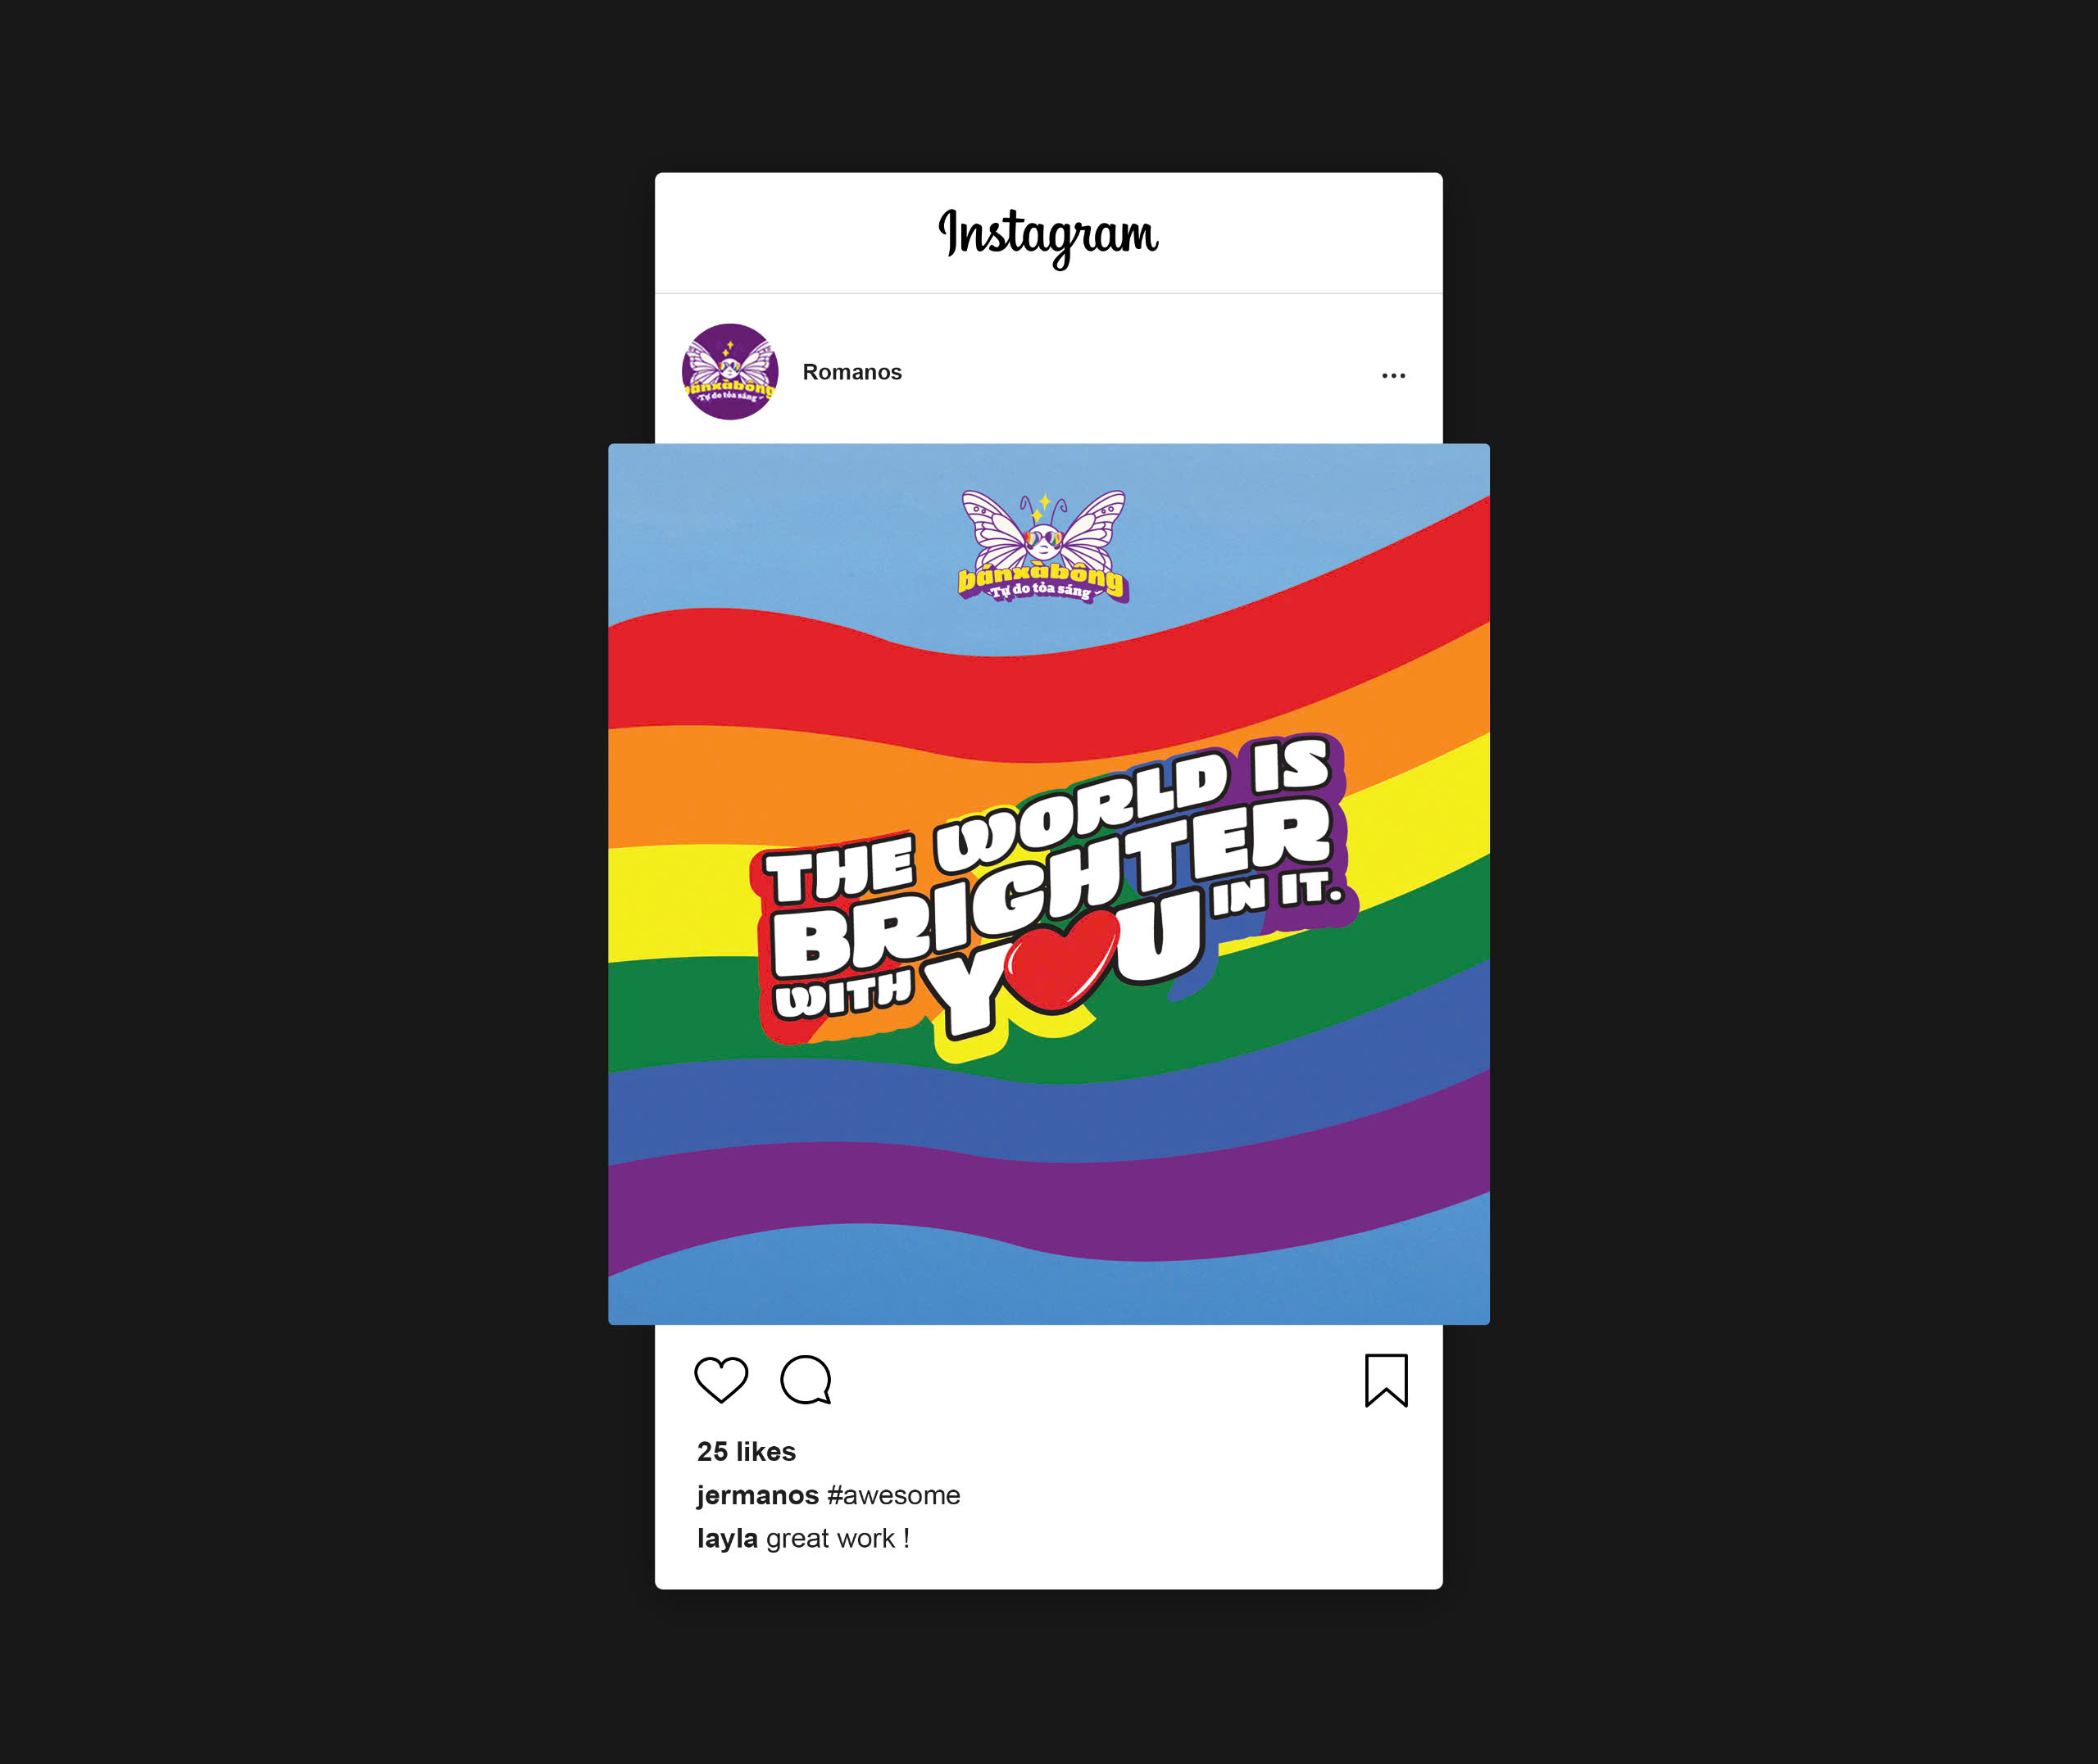 Instagram
bánxàbông
Tự do tỏa sáng
Romanos
...
bánxàbông
Tự do tỏa sáng
THE WORLD IS
BRIGHTER
WITH YOU IN IT.
25 likes
jermanos #awesome
layla great work !